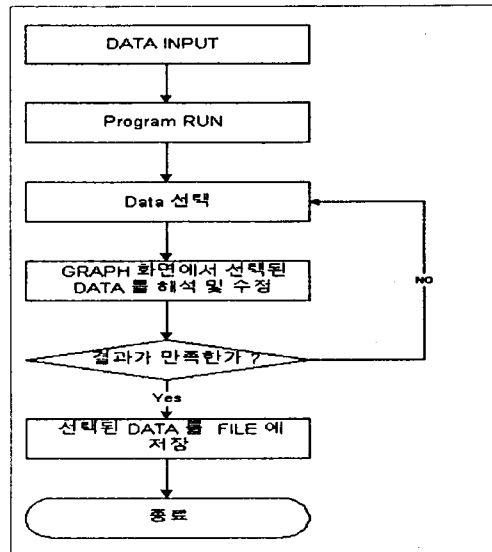 DATA INPUT
Program RUN
Data 선택
GRAPH 화면에서 선택된
DATA 를 해석 및 수정
NO
결과가 만족한가 ?
Yes
선택된 DATA 를 FILE 에
저장
종료